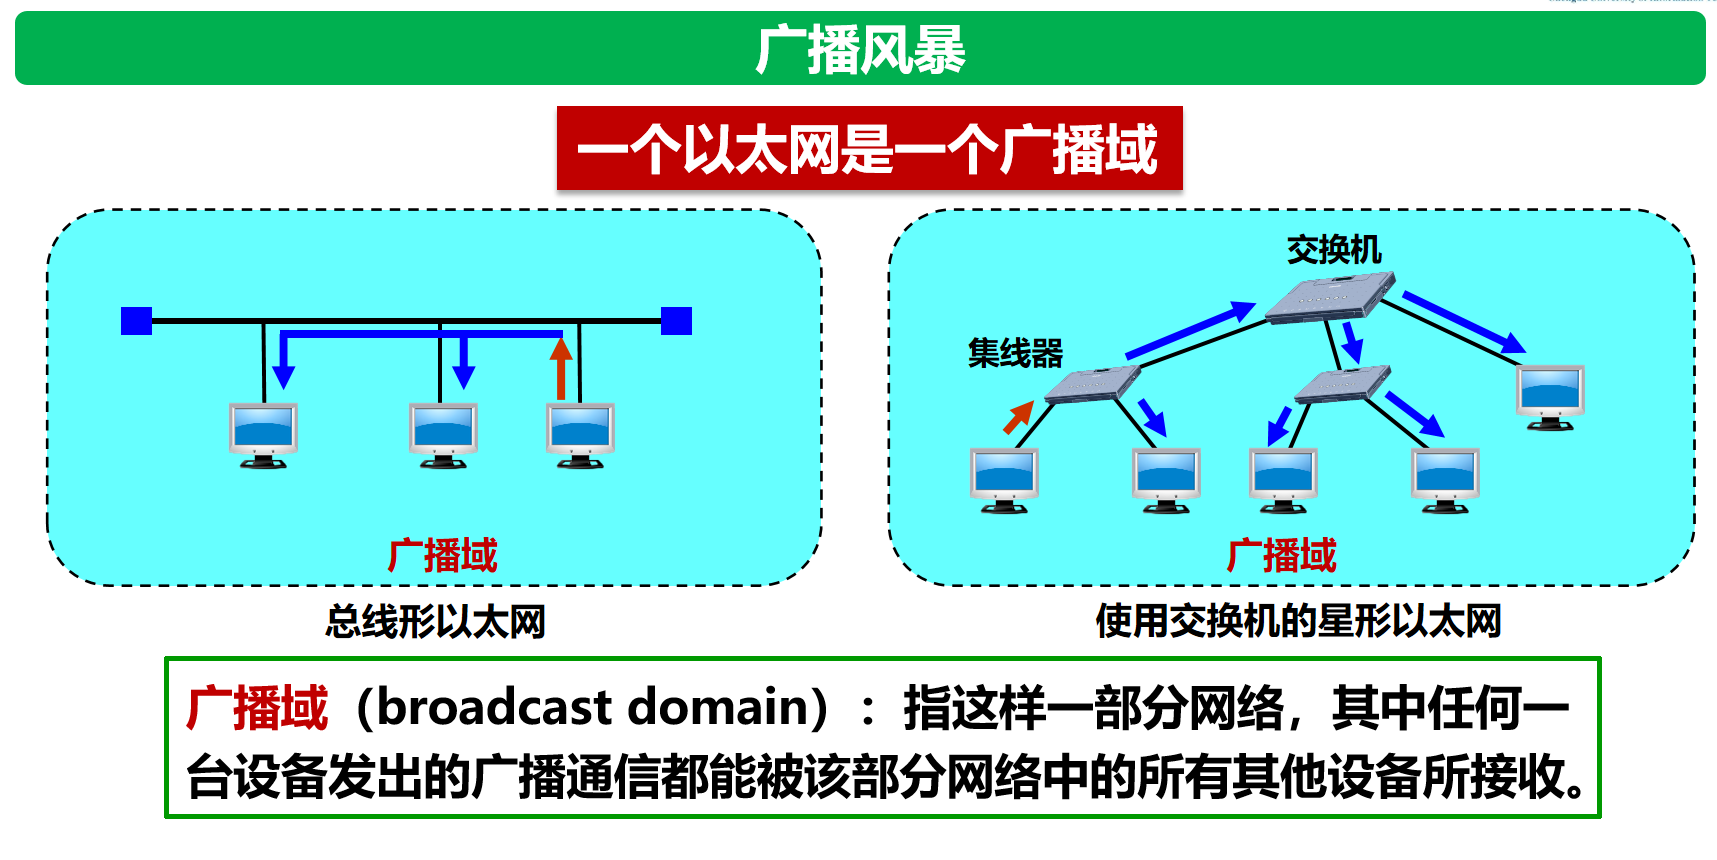 广播风暴
一个以太网是一个广播域
交换机
集线器
广播域
广播域
总线形以太网
使用交换机的星形以太网
广播域（broadcast domain）：指这样一部分网络，其中任何一
台设备发出的广播通信都能被该部分网络中的所有其他设备所接收。